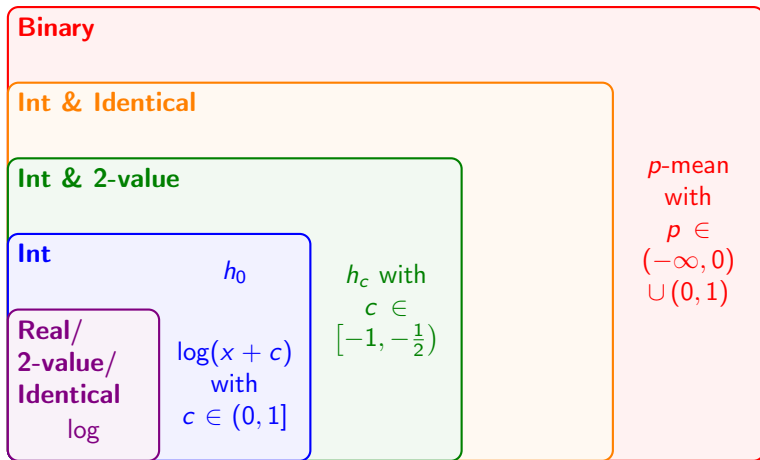 Binary
Int & Identical
Int & 2-value
Int
h₀
Real/
2-value/
Identical
log
log(x + c)
with
c ∈ (0, 1]
h_c with
c ∈
[−1, −½)
p-mean
with
p ∈
(−∞, 0)
∪ (0, 1)